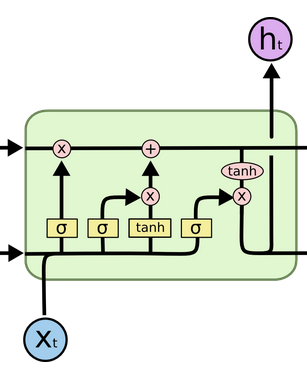 ht
x +
tanh
x x
σ σ tanh σ
Xt